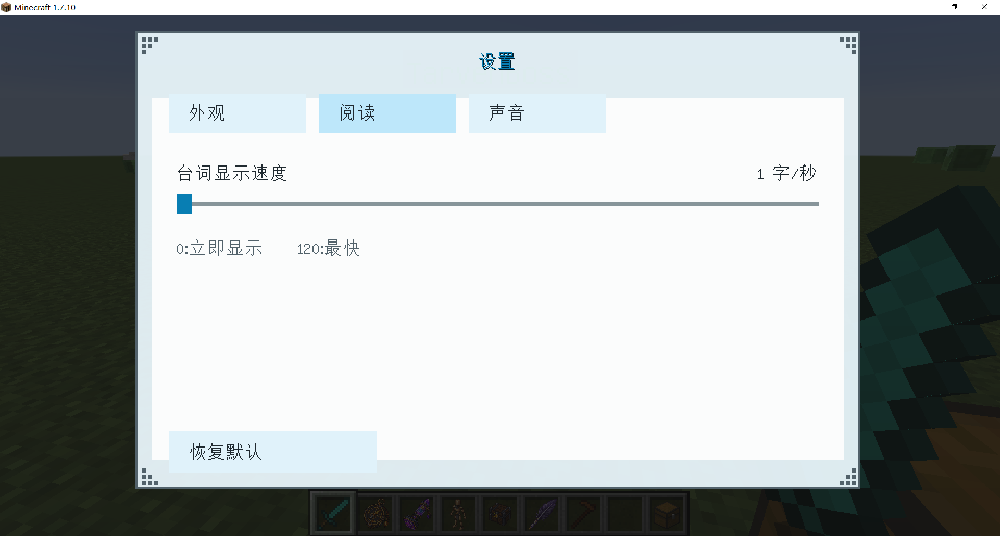 Minecraft 1.7.10
设置
外观 阅读 声音
台词显示速度 1 字/秒
0:立即显示 120:最快
恢复默认